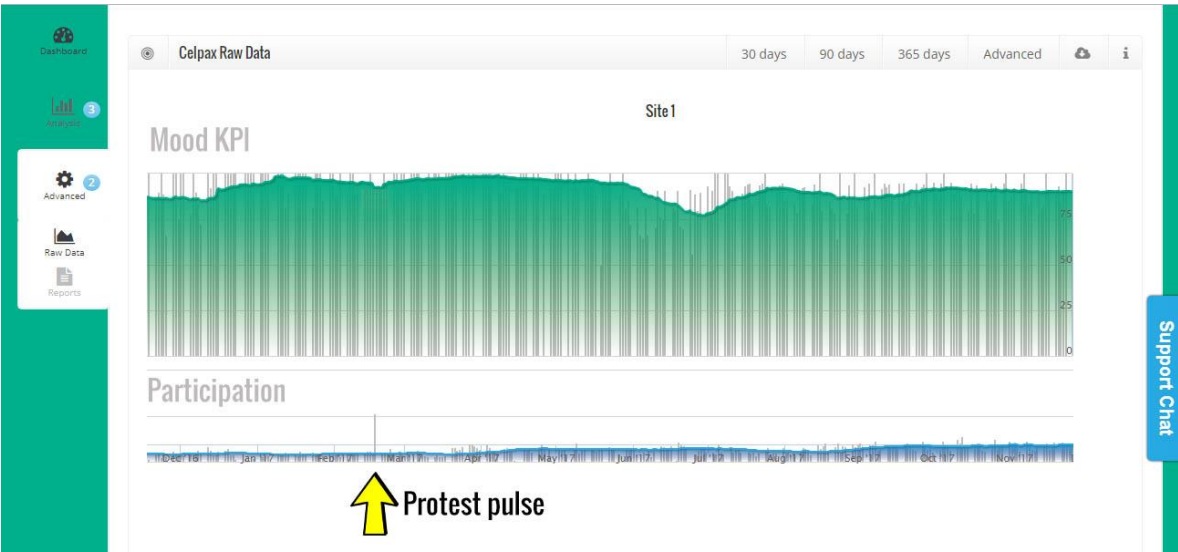 Dashboard
Celpax Raw Data
30 days
90 days
365 days
Advanced
i
3
Analysis
Site 1
Mood KPI
2
Advanced
75
Raw Data
50
Reports
25
0
Support Chat
Participation
Dec '16
Jan '17
Feb '17
Mar '17
Apr '17
May '17
Jun '17
Jul '17
Aug '17
Sep '17
Oct '17
Nov '17
Protest pulse